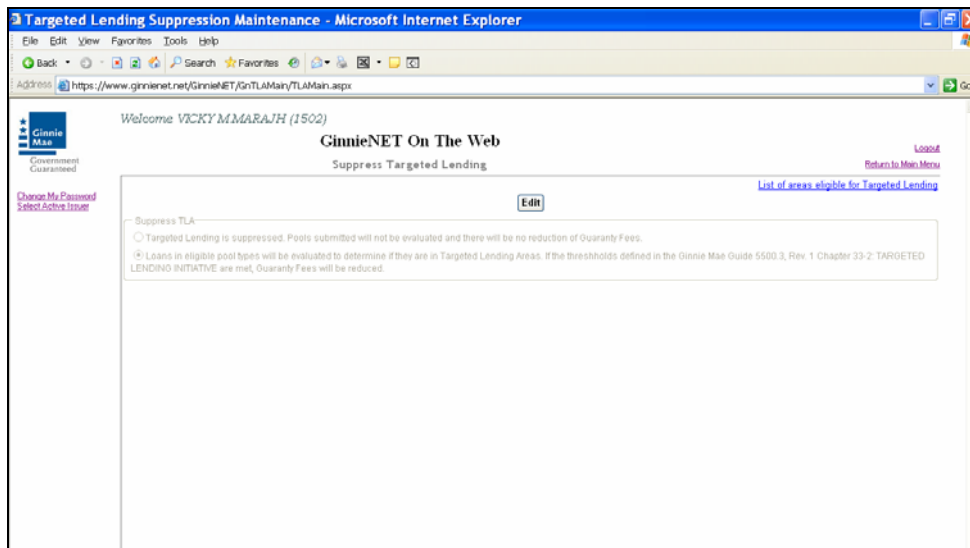 Targeted Lending Suppression Maintenance - Microsoft Internet Explorer
File Edit View Favorites Tools Help
Back Search Favorites
Address https://www.ginnienet.net/GinnieNET/GnTLAMain/TLAMain.aspx Go
Ginnie
Mae
Government
Guaranteed
Welcome VICKY M MARAJH (1502)
GinnieNET On The Web
Logout
Suppress Targeted Lending
Return to Main Menu
Change My Password
Select Active Issuer
List of areas eligible for Targeted Lending
Edit
Suppress TLA
Targeted Lending is suppressed. Pools submitted will not be evaluated and there will be no reduction of Guaranty Fees.
Loans in eligible pool types will be evaluated to determine if they are in Targeted Lending Areas. If the threshholds defined in the Ginnie Mae Guide 5500.3, Rev. 1 Chapter 33-2: TARGETED
LENDING INITIATIVE are met, Guaranty Fees will be reduced.